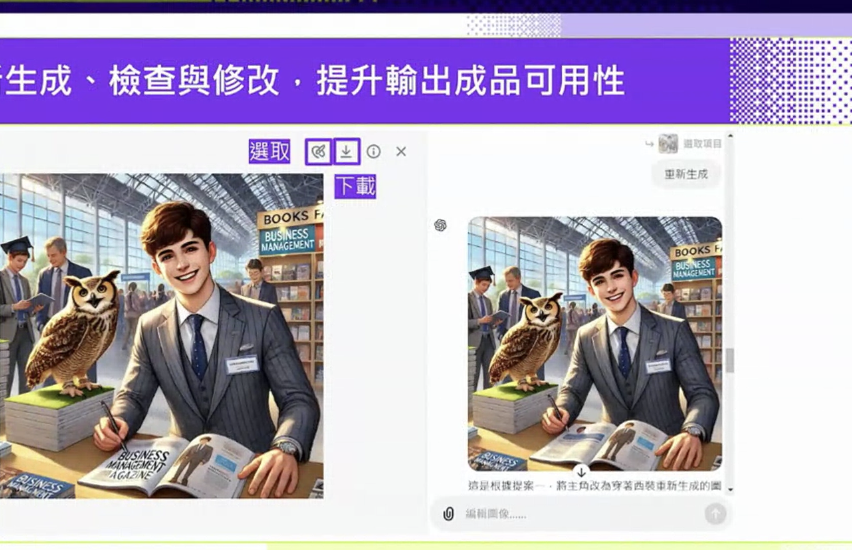 生成、檢查與修改，提升輸出成品可用性
選取
下載
選取項目
重新生成
BOOKS FA
BUSINESS
MANAGEMENT
BUSINESS
MANAGEMENT
AGAZINE
BOOKS F
BUSINESS
MANAGEMENT
這是根據提案一，將主角改為穿著西裝重新生成的圖
編輯圖像......